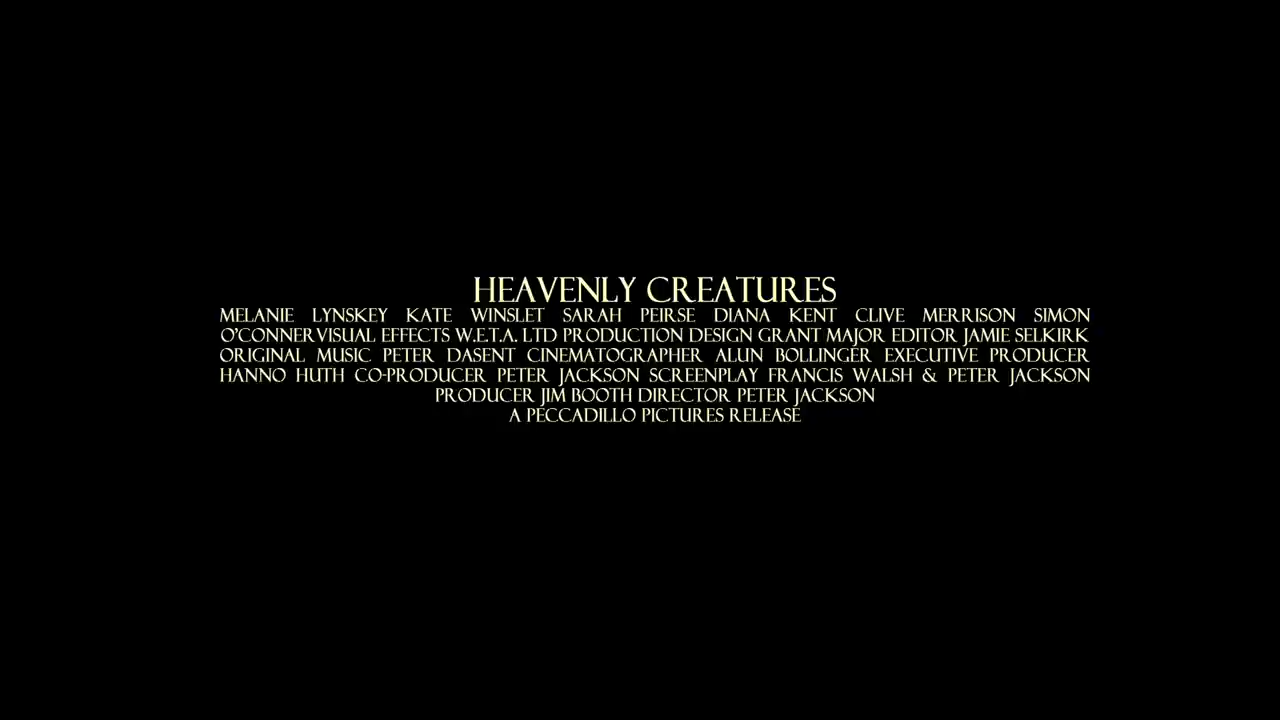 HEAVENLY CREATURES
MELANIE LYNSKEY KATE WINSLET SARAH PEIRSE DIANA KENT CLIVE MERRISON SIMON
O'CONNERVISUAL EFFECTS W.E.T.A. LTD PRODUCTION DESIGN GRANT MAJOR EDITOR JAMIE SELKIRK
ORIGINAL MUSIC PETER DASENT CINEMATOGRAPHER ALUN BOLLINGER EXECUTIVE PRODUCER
HANNO HUTH CO-PRODUCER PETER JACKSON SCREENPLAY FRANCIS WALSH & PETER JACKSON
PRODUCER JIM BOOTH DIRECTOR PETER JACKSON
A PECCADILLO PICTURES RELEASE